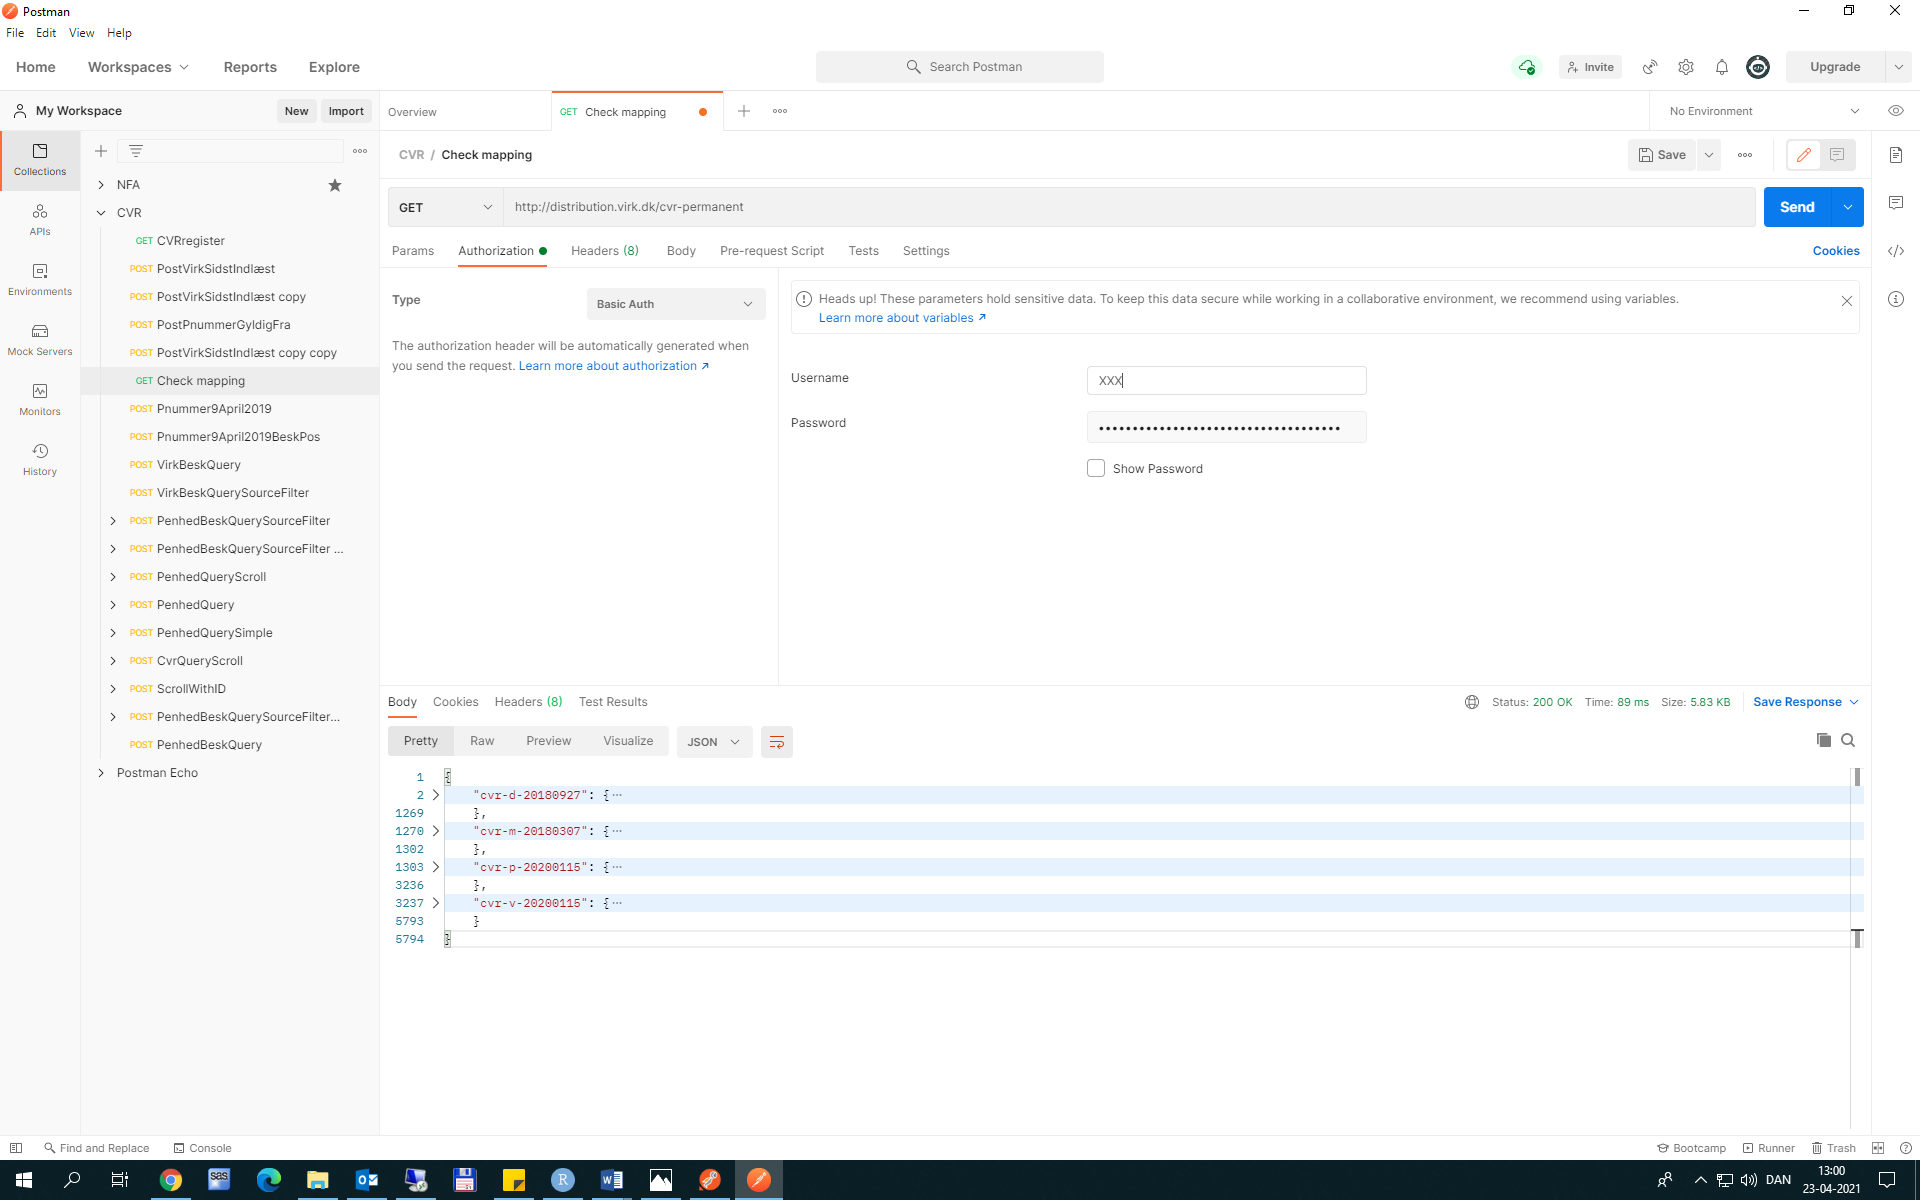 Postman
File Edit View Help
Home Workspaces Reports Explore Search Postman Invite Upgrade
My Workspace New Import Overview GET Check mapping No Environment
Collections
APIs
Environments
Mock Servers
Monitors
History
NFA
CVR
GET CVRregister
POST PostVirkSidstIndlæst
POST PostVirkSidstIndlæst copy
POST PostPnummerGyldigFra
POST PostVirkSidstIndlæst copy copy
GET Check mapping
POST Pnummer9April2019
POST Pnummer9April2019BeskPos
POST VirkBeskQuery
POST VirkBeskQuerySourceFilter
POST PenhedBeskQuerySourceFilter
POST PenhedBeskQuerySourceFilter ...
POST PenhedQueryScroll
POST PenhedQuery
POST PenhedQuerySimple
POST CvrQueryScroll
POST ScrollWithID
POST PenhedBeskQuerySourceFilter...
POST PenhedBeskQuery
Postman Echo
CVR / Check mapping Save
GET http://distribution.virk.dk/cvr-permanent Send
Params Authorization Headers (8) Body Pre-request Script Tests Settings Cookies
Type Basic Auth
The authorization header will be automatically generated when
you send the request. Learn more about authorization ↗
Heads up! These parameters hold sensitive data. To keep this data secure while working in a collaborative environment, we recommend using variables.
Learn more about variables ↗
Username XXX
Password ••••••••••••••••••••••••••••••••••••
Show Password
Body Cookies Headers (8) Test Results Status: 200 OK Time: 89 ms Size: 5.83 KB Save Response
Pretty Raw Preview Visualize JSON
1 {
2 "cvr-d-20180927": {···
1269 },
1270 "cvr-m-20180307": {···
1302 },
1303 "cvr-p-20200115": {···
3236 },
3237 "cvr-v-20200115": {···
5793 }
5794 }
Find and Replace Console Bootcamp Runner Trash
sas DAN 13:00
23-04-2021